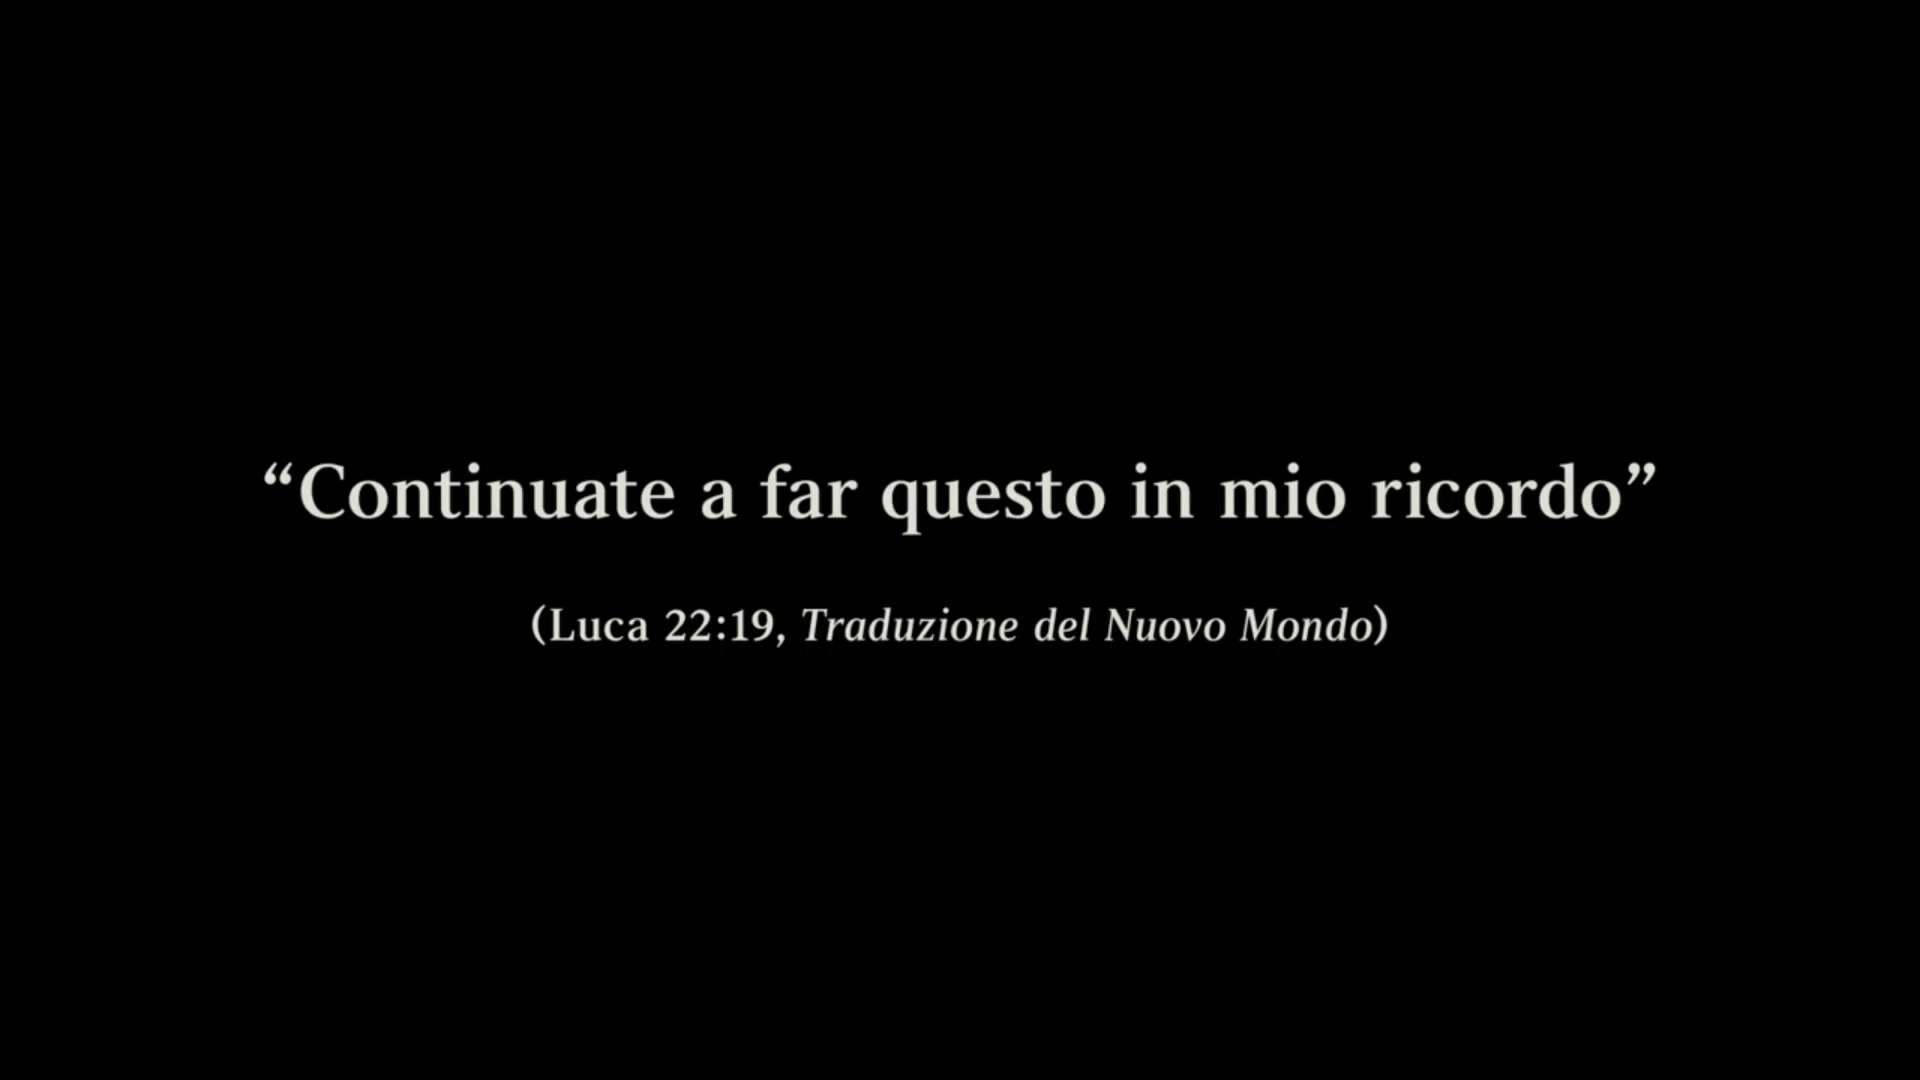 “Continuate a far questo in mio ricordo”
(Luca 22:19, Traduzione del Nuovo Mondo)